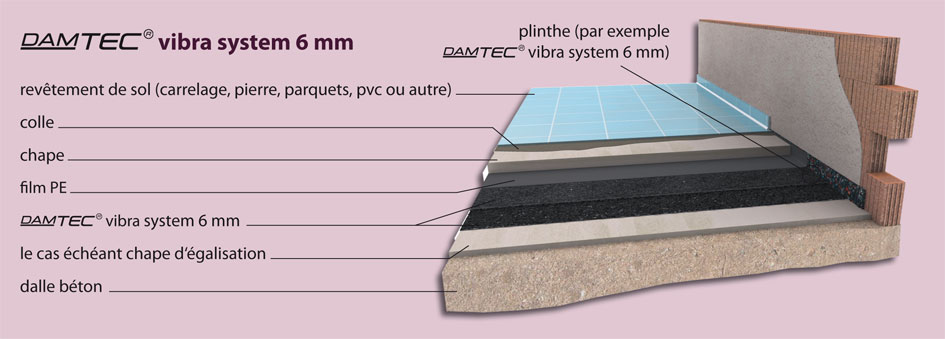 DAMTEC® vibra system 6 mm
plinthe (par exemple
DAMTEC® vibra system 6 mm)
revêtement de sol (carrelage, pierre, parquets, pvc ou autre)
colle
chape
film PE
DAMTEC® vibra system 6 mm
le cas échéant chape d‘égalisation
dalle béton